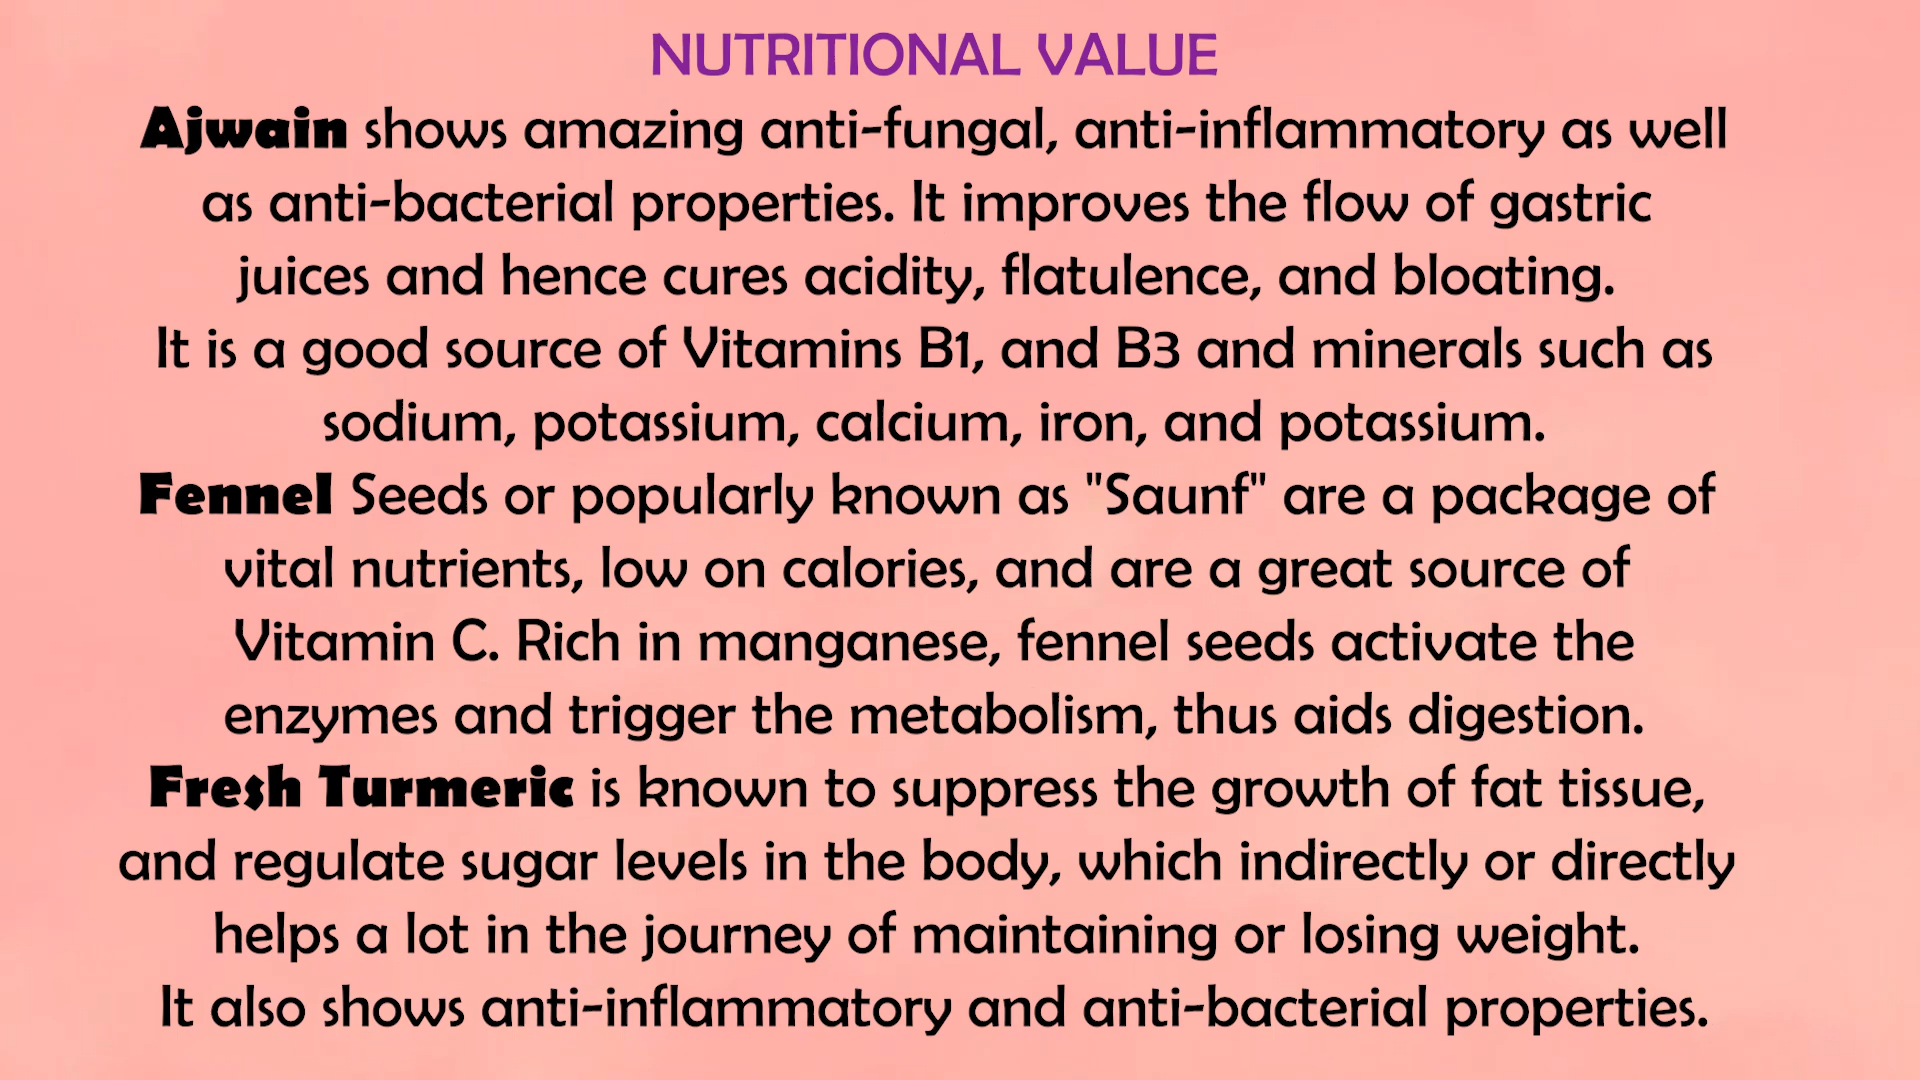 NUTRITIONAL VALUE
Ajwain shows amazing anti-fungal, anti-inflammatory as well
as anti-bacterial properties. It improves the flow of gastric
juices and hence cures acidity, flatulence, and bloating.
It is a good source of Vitamins B1, and B3 and minerals such as
sodium, potassium, calcium, iron, and potassium.
Fennel Seeds or popularly known as "Saunf" are a package of
vital nutrients, low on calories, and are a great source of
Vitamin C. Rich in manganese, fennel seeds activate the
enzymes and trigger the metabolism, thus aids digestion.
Fresh Turmeric is known to suppress the growth of fat tissue,
and regulate sugar levels in the body, which indirectly or directly
helps a lot in the journey of maintaining or losing weight.
It also shows anti-inflammatory and anti-bacterial properties.